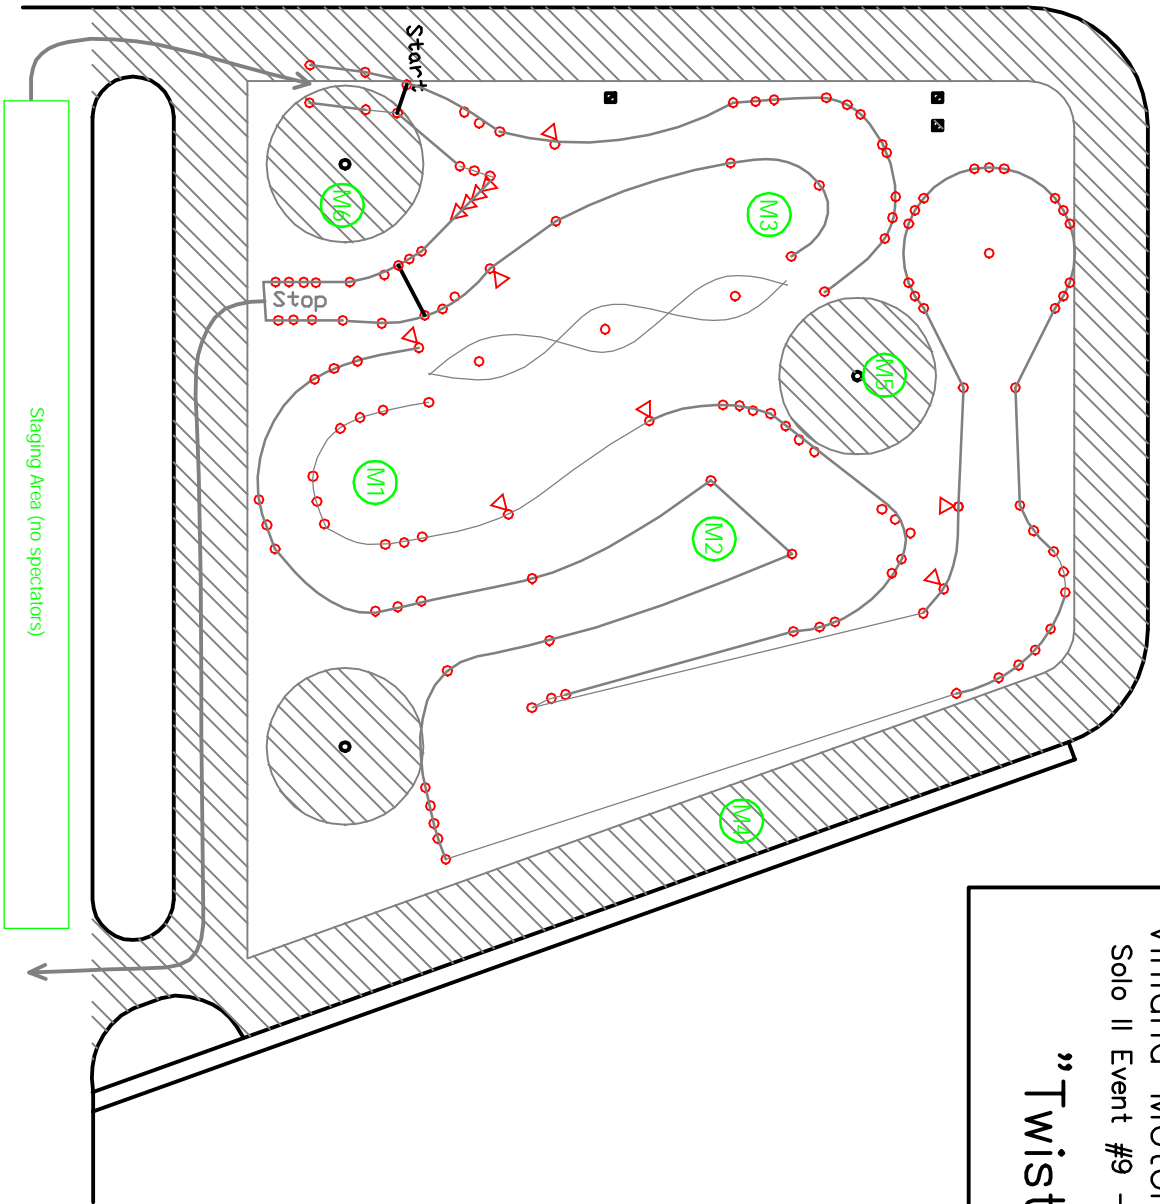 Start
M6
M3
Stop
M5
Staging Area (no spectators)
M1
M2
M4
Solo II Event #9 -
"Twist